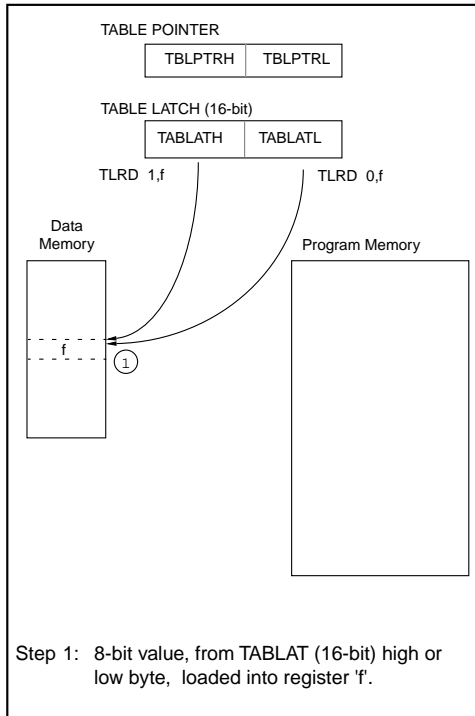 TABLE POINTER
TBLPTRH TBLPTRL
TABLE LATCH (16-bit)
TABLATH TABLATL
TLRD 1,f TLRD 0,f
Data
Memory
Program Memory
f
1
Step 1: 8-bit value, from TABLAT (16-bit) high or
low byte, loaded into register 'f'.